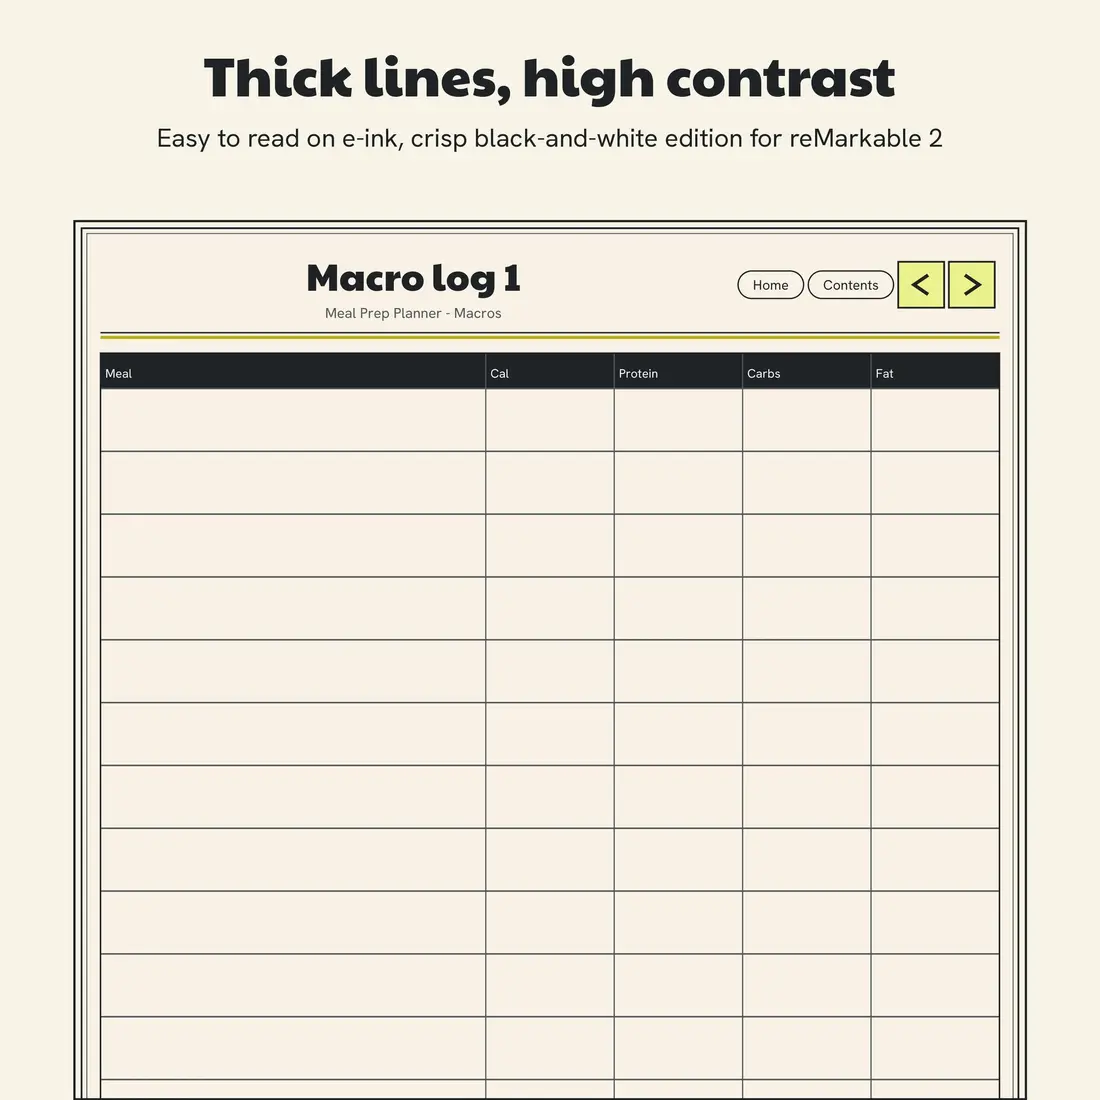 Thick lines, high contrast
Easy to read on e-ink, crisp black-and-white edition for reMarkable 2
Macro log 1
Meal Prep Planner - Macros
Home
Contents
<
>
Meal
Cal
Protein
Carbs
Fat